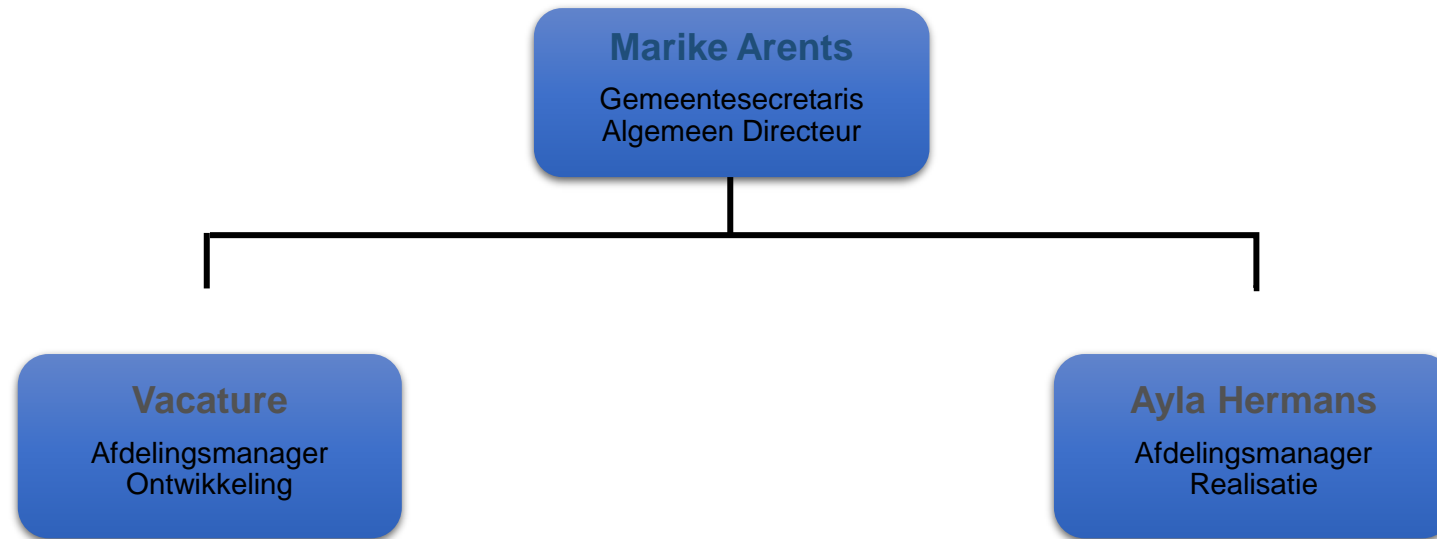 Marike Arents
Gemeentesecretaris
Algemeen Directeur
Vacature
Afdelingsmanager
Ontwikkeling
Ayla Hermans
Afdelingsmanager
Realisatie